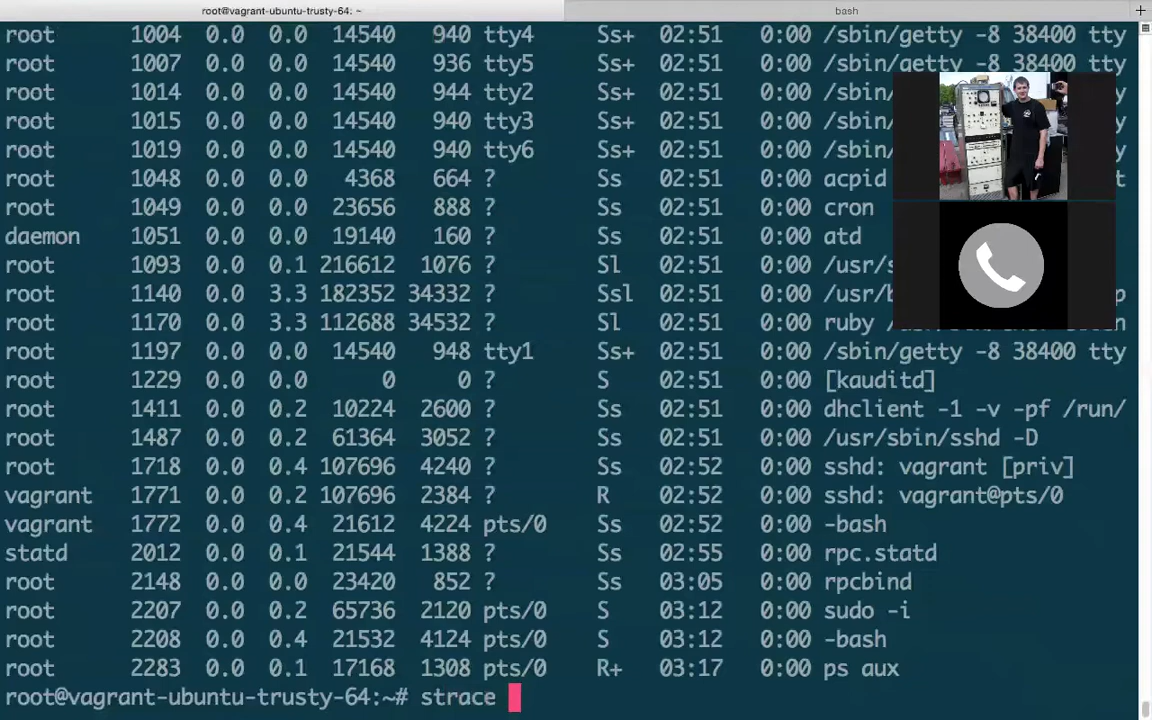 root@vagrant-ubuntu-trusty-64: ~ bash +
root 1004 0.0 0.0 14540 940 tty4 Ss+ 02:51 0:00 /sbin/getty -8 38400 tty
root 1007 0.0 0.0 14540 936 tty5 Ss+ 02:51 0:00 /sbin/getty -8 38400 tty
root 1014 0.0 0.0 14540 944 tty2 Ss+ 02:51 0:00 /sbin/
root 1015 0.0 0.0 14540 940 tty3 Ss+ 02:51 0:00 /sbin/
root 1019 0.0 0.0 14540 940 tty6 Ss+ 02:51 0:00 /sbin/
root 1048 0.0 0.0 4368 664 ? Ss 02:51 0:00 acpid t
root 1049 0.0 0.0 23656 888 ? Ss 02:51 0:00 cron
daemon 1051 0.0 0.0 19140 160 ? Ss 02:51 0:00 atd
root 1093 0.0 0.1 216612 1076 ? Sl 02:51 0:00 /usr/s
root 1140 0.0 3.3 182352 34332 ? Ssl 02:51 0:00 /usr/b p
root 1170 0.0 3.3 112688 34532 ? Sl 02:51 0:00 ruby
root 1197 0.0 0.0 14540 948 tty1 Ss+ 02:51 0:00 /sbin/getty -8 38400 tty
root 1229 0.0 0.0 0 0 ? S 02:51 0:00 [kauditd]
root 1411 0.0 0.2 10224 2600 ? Ss 02:51 0:00 dhclient -1 -v -pf /run/
root 1487 0.0 0.2 61364 3052 ? Ss 02:51 0:00 /usr/sbin/sshd -D
root 1718 0.0 0.4 107696 4240 ? Ss 02:52 0:00 sshd: vagrant [priv]
vagrant 1771 0.0 0.2 107696 2384 ? R 02:52 0:00 sshd: vagrant@pts/0
vagrant 1772 0.0 0.4 21612 4224 pts/0 Ss 02:52 0:00 -bash
statd 2012 0.0 0.1 21544 1388 ? Ss 02:55 0:00 rpc.statd
root 2148 0.0 0.0 23420 852 ? Ss 03:05 0:00 rpcbind
root 2207 0.0 0.2 65736 2120 pts/0 S 03:12 0:00 sudo -i
root 2208 0.0 0.4 21532 4124 pts/0 S 03:12 0:00 -bash
root 2283 0.0 0.1 17168 1308 pts/0 R+ 03:17 0:00 ps aux
root@vagrant-ubuntu-trusty-64:~# strace